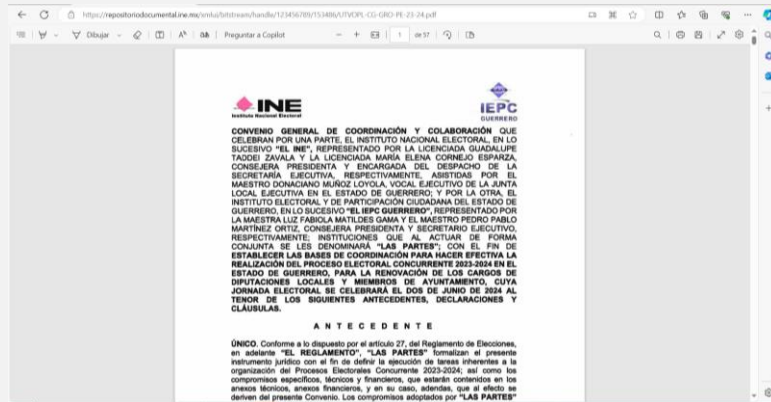 https://repositoriodocumental.ine.mx/xmlui/bitstream/handle/123456789/153486/UTVOPL-CG-GRO-PE-23-24.pdf
Dibujar
Preguntar a Copilot
1 de 57
INE
Instituto Nacional Electoral
IEPC
GUERRERO
CONVENIO GENERAL DE COORDINACIÓN Y COLABORACIÓN QUE
CELEBRAN POR UNA PARTE, EL INSTITUTO NACIONAL ELECTORAL, EN LO
SUCESIVO "EL INE", REPRESENTADO POR LA LICENCIADA GUADALUPE
TADDEI ZAVALA Y LA LICENCIADA MARÍA ELENA CORNEJO ESPARZA,
CONSEJERA PRESIDENTA Y ENCARGADA DEL DESPACHO DE LA
SECRETARÍA EJECUTIVA, RESPECTIVAMENTE, ASISTIDAS POR EL
MAESTRO DONACIANO MUÑOZ LOYOLA, VOCAL EJECUTIVO DE LA JUNTA
LOCAL EJECUTIVA EN EL ESTADO DE GUERRERO; Y POR LA OTRA, EL
INSTITUTO ELECTORAL Y DE PARTICIPACIÓN CIUDADANA DEL ESTADO DE
GUERRERO, EN LO SUCESIVO "EL IEPC GUERRERO", REPRESENTADO POR
LA MAESTRA LUZ FABIOLA MATILDES GAMA Y EL MAESTRO PEDRO PABLO
MARTÍNEZ ORTIZ, CONSEJERA PRESIDENTA Y SECRETARIO EJECUTIVO,
RESPECTIVAMENTE; INSTITUCIONES QUE AL ACTUAR DE FORMA
CONJUNTA SE LES DENOMINARÁ "LAS PARTES"; CON EL FIN DE
ESTABLECER LAS BASES DE COORDINACIÓN PARA HACER EFECTIVA LA
REALIZACIÓN DEL PROCESO ELECTORAL CONCURRENTE 2023-2024 EN EL
ESTADO DE GUERRERO, PARA LA RENOVACIÓN DE LOS CARGOS DE
DIPUTACIONES LOCALES Y MIEMBROS DE AYUNTAMIENTO, CUYA
JORNADA ELECTORAL SE CELEBRARÁ EL DOS DE JUNIO DE 2024 AL
TENOR DE LOS SIGUIENTES ANTECEDENTES, DECLARACIONES Y
CLÁUSULAS.
A N T E C E D E N T E
ÚNICO. Conforme a lo dispuesto por el artículo 27, del Reglamento de Elecciones,
en adelante "EL REGLAMENTO", "LAS PARTES" formalizan el presente
instrumento jurídico con el fin de definir la ejecución de tareas inherentes a la
organización del Procesos Electorales Concurrente 2023-2024; así como los
compromisos específicos, técnicos y financieros, que estarán contenidos en los
anexos técnicos, anexos financieros, y en su caso, adendas, que al efecto se
deriven del presente Convenio. Los compromisos adoptados por "LAS PARTES"